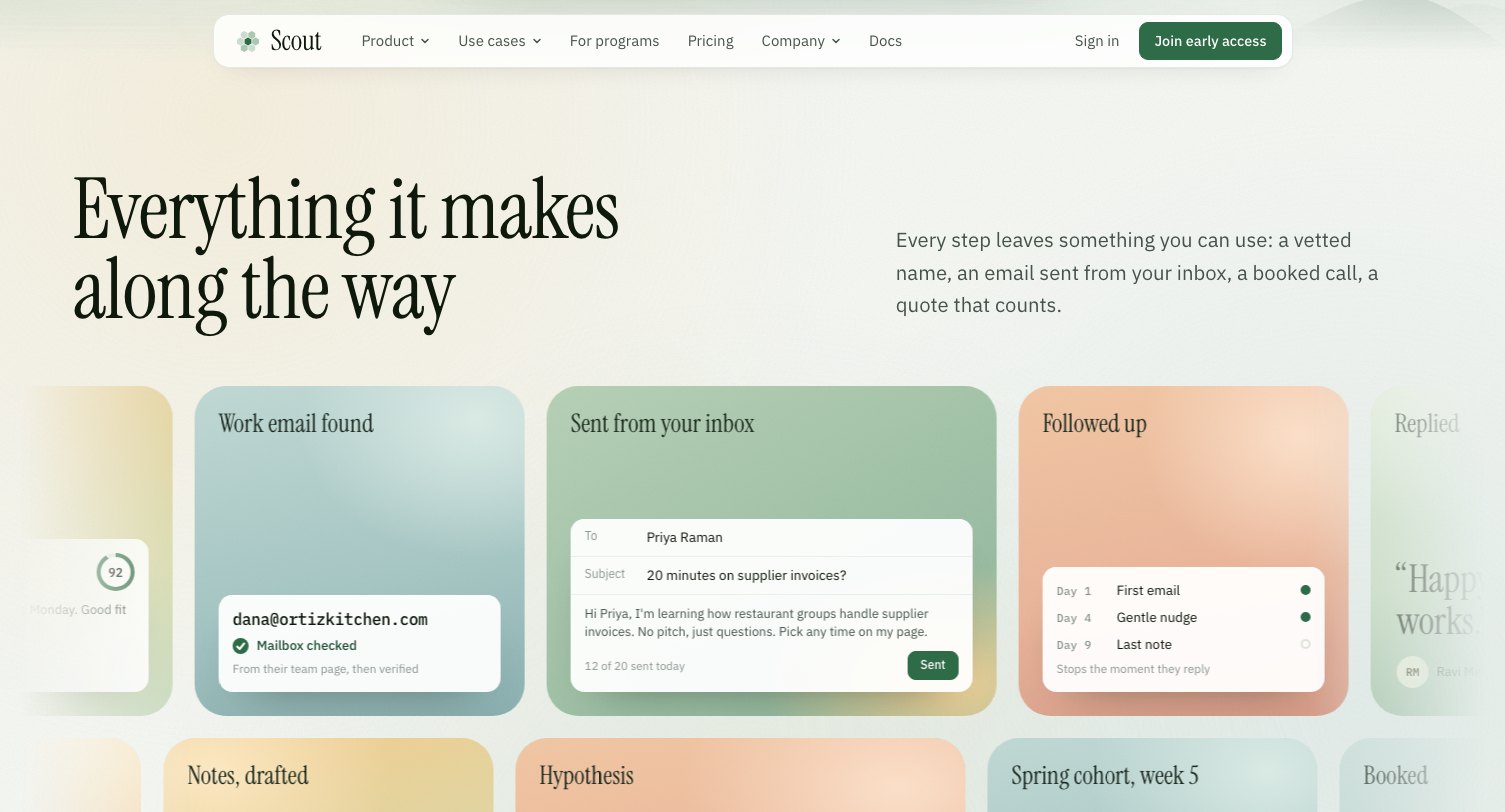 Scout
Product
Use cases
For programs
Pricing
Company
Docs
Sign in
Join early access
Everything it makes
along the way
Every step leaves something you can use: a vetted
name, an email sent from your inbox, a booked call, a
quote that counts.
92
Monday. Good fit
Work email found
dana@ortizkitchen.com
Mailbox checked
From their team page, then verified
Sent from your inbox
To Priya Raman
Subject 20 minutes on supplier invoices?
Hi Priya, I'm learning how restaurant groups handle supplier
invoices. No pitch, just questions. Pick any time on my page.
12 of 20 sent today
Sent
Followed up
Day 1 First email
Day 4 Gentle nudge
Day 9 Last note
Stops the moment they reply
Replied
“Happy
works.
RM Ravi
Notes, drafted
Hypothesis
Spring cohort, week 5
Booked